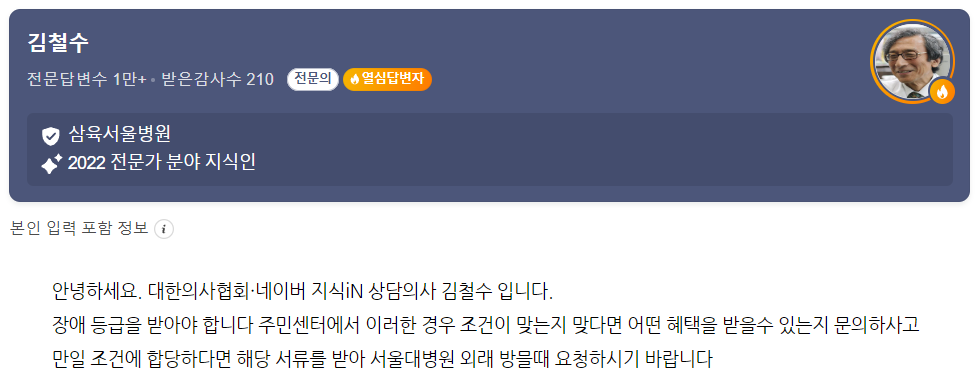 김철수
전문답변수 1만+ • 받은감사수 210 전문의 열심답변자
삼육서울병원
2022 전문가 분야 지식인
본인 입력 포함 정보 i
안녕하세요. 대한의사협회·네이버 지식iN 상담의사 김철수 입니다.
장애 등급을 받아야 합니다 주민센터에서 이러한 경우 조건이 맞는지 맞다면 어떤 혜택을 받을수 있는지 문의하사고
만일 조건에 합당하다면 해당 서류를 받아 서울대병원 외래 방믈때 요청하시기 바랍니다